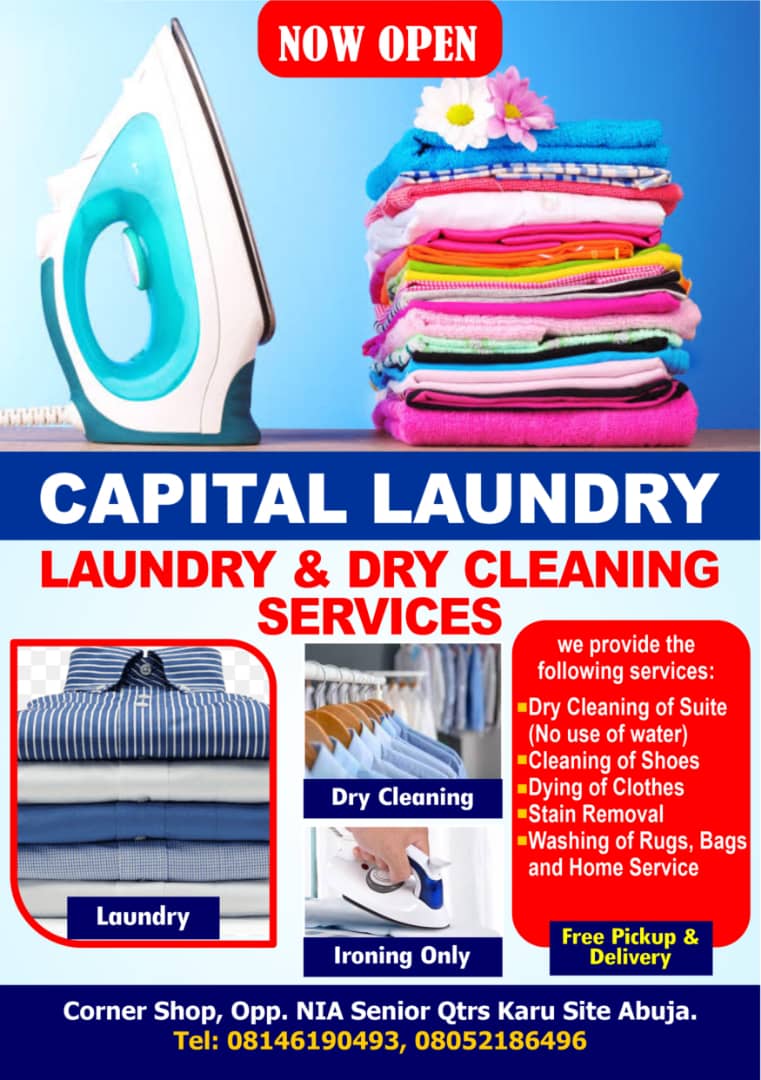 NOW OPEN
CAPITAL LAUNDRY
LAUNDRY & DRY CLEANING
SERVICES
Laundry
Dry Cleaning
Ironing Only
we provide the
following services:
Dry Cleaning of Suite
(No use of water)
Cleaning of Shoes
Dying of Clothes
Stain Removal
Washing of Rugs, Bags
and Home Service
Free Pickup &
Delivery
Corner Shop, Opp. NIA Senior Qtrs Karu Site Abuja.
Tel: 08146190493, 08052186496